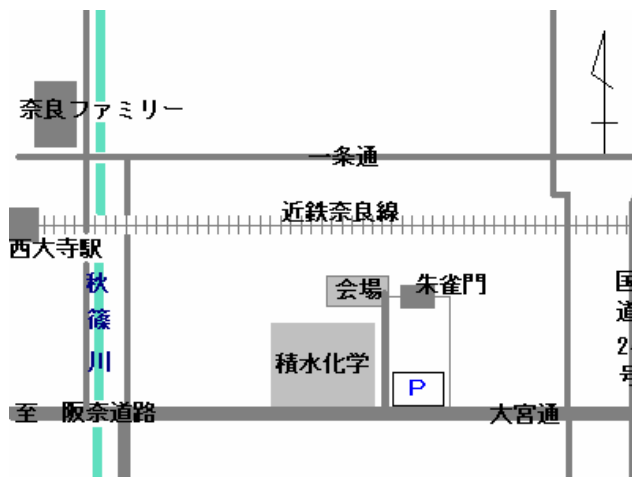 奈良ファミリー
一条通
近鉄奈良線
西大寺駅
秋篠川
会場
朱雀門
国道2
積水化学
P
至 阪奈道路
大宮通